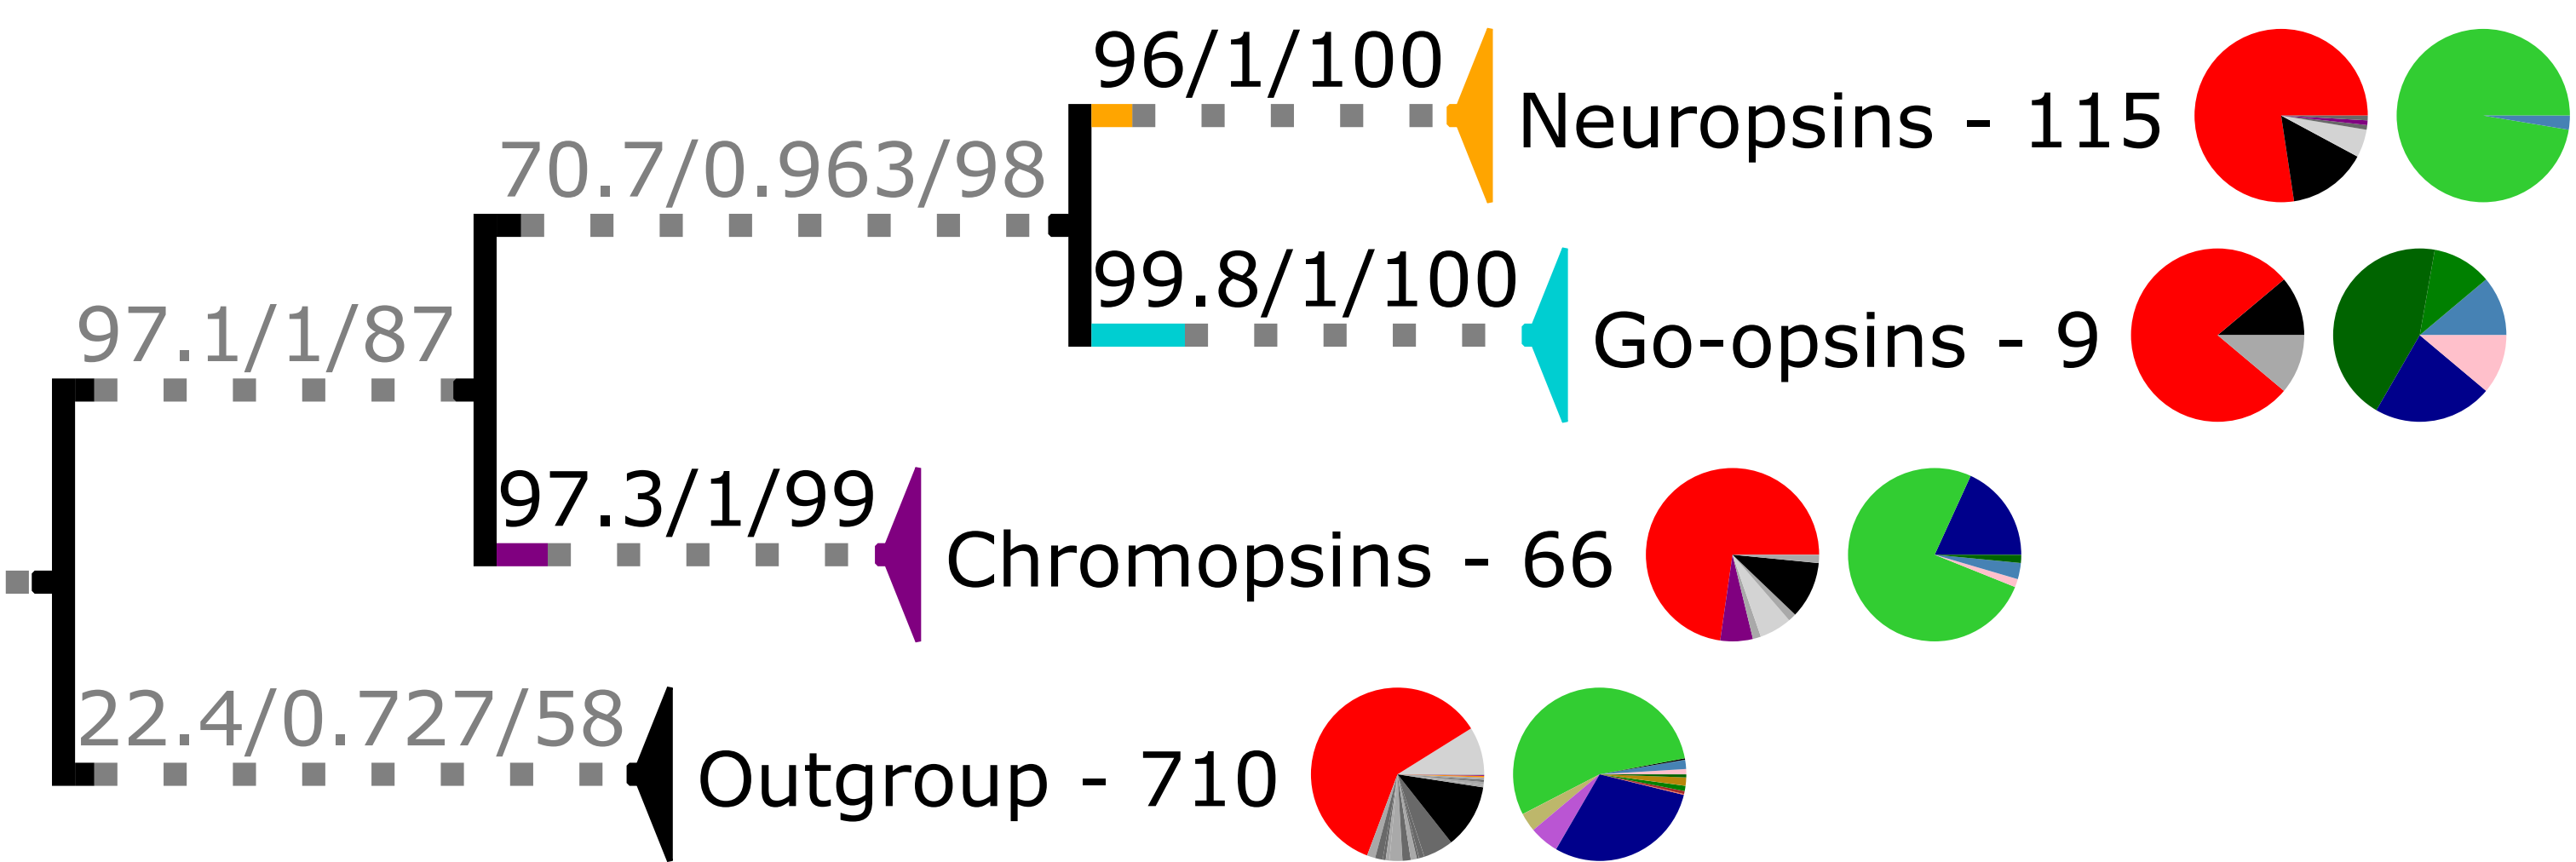 96/1/100
Neuropsins - 115
70.7/0.963/98
99.8/1/100
Go-opsins - 9
97.1/1/87
97.3/1/99
Chromopsins - 66
22.4/0.727/58
Outgroup - 710